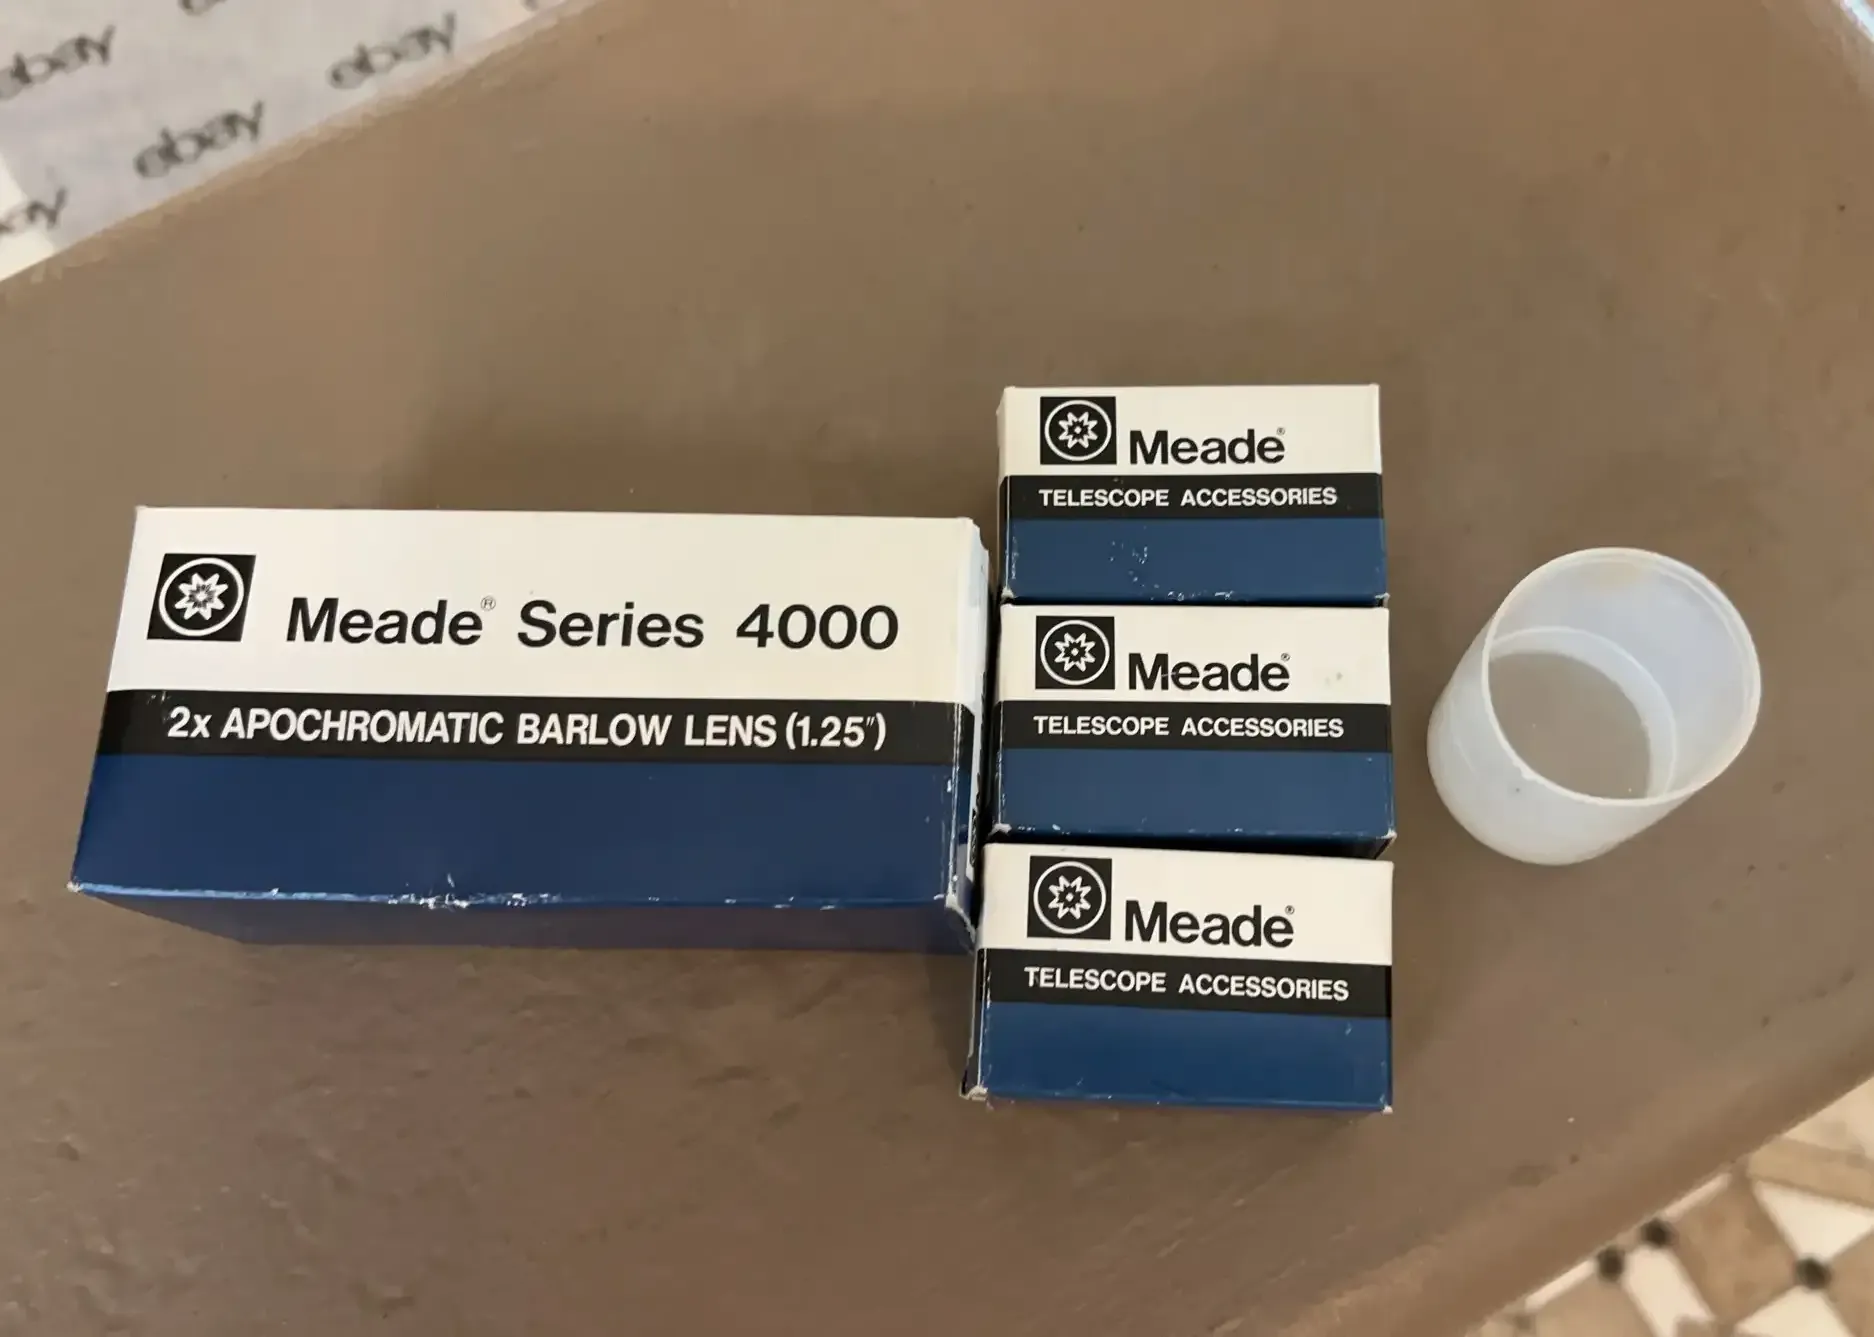 ebay
ebay
ebay
ay
Meade® Series 4000
2x APOCHROMATIC BARLOW LENS (1.25")
Meade®
TELESCOPE ACCESSORIES
Meade®
TELESCOPE ACCESSORIES
Meade®
TELESCOPE ACCESSORIES